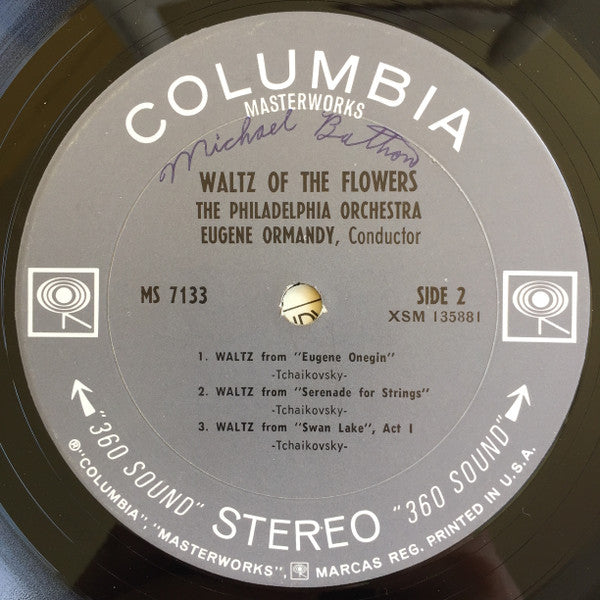 COLUMBIA
MASTERWORKS
Michael Bathon
WALTZ OF THE FLOWERS
THE PHILADELPHIA ORCHESTRA
EUGENE ORMANDY, Conductor
MS 7133
SIDE 2
XSM 135881
1. WALTZ from "Eugene Onegin"
-Tchaikovsky-
2. WALTZ from "Serenade for Strings"
-Tchaikovsky-
3. WALTZ from "Swan Lake", Act I
-Tchaikovsky-
"360 SOUND" STEREO "360 SOUND"
®"COLUMBIA", "MASTERWORKS", MARCAS REG. PRINTED IN U.S.A.